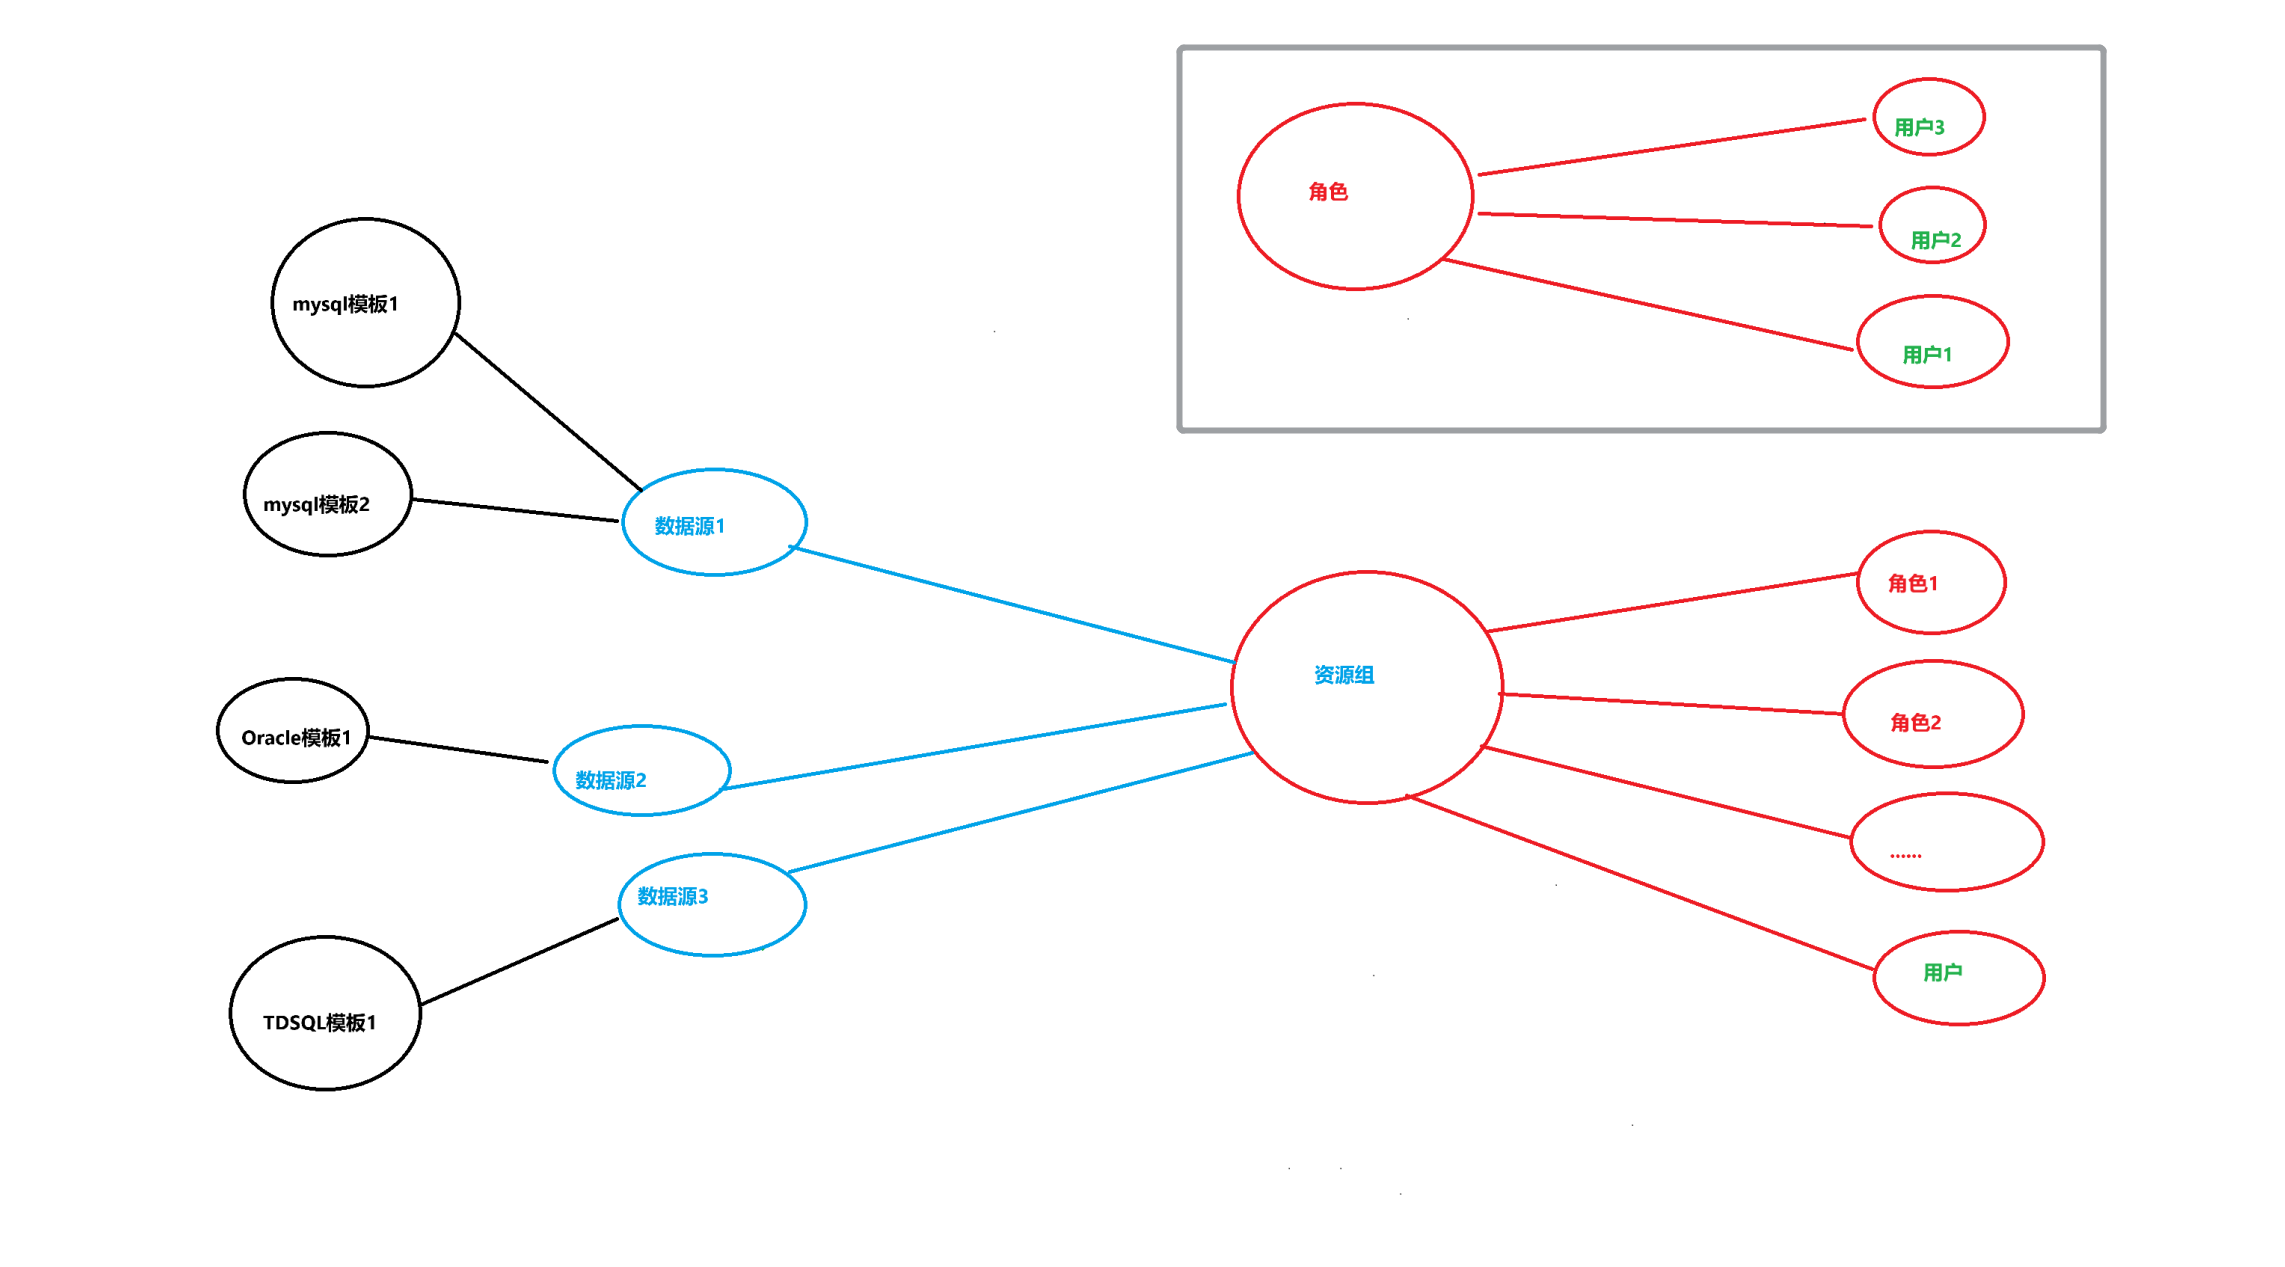 用户3
角色
用户2
用户1
mysql模板1
mysql模板2
数据源1
角色1
资源组
角色2
Oracle模板1
数据源2
......
数据源3
用户
TDSQL模板1